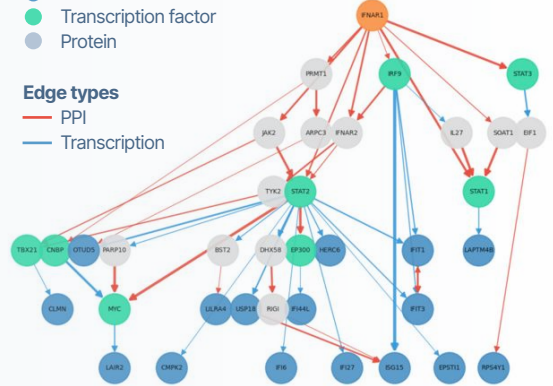 Transcription factor
Protein
Edge types
PPI
Transcription
IFNAR1
PRMT1
IRF9
STAT3
JAK2
ARPC3
IFNAR2
IL27
SOAT1
EIF1
TYK2
STAT2
STAT1
TBX21
CNBP
OTUD5
PARP10
BST2
DHX58
EP300
HERC6
IFIT1
LAPTM4B
CLMN
MYC
ULRA4
USP18
RIGI
IFI44L
IFIT3
LAIR2
CMPK2
IFI6
IFI27
ISG15
EPSTI1
RPS4Y1